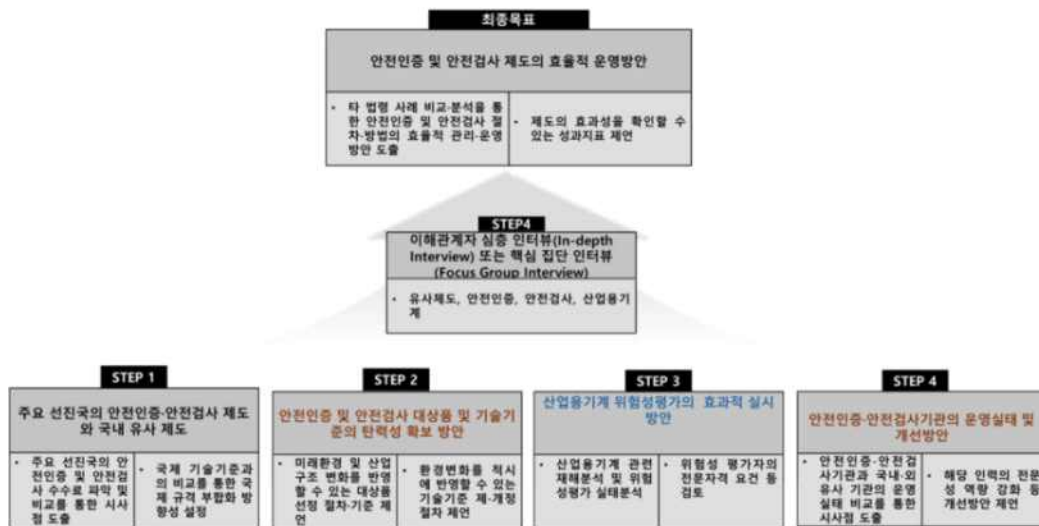 최종목표
안전인증 및 안전검사 제도의 효율적 운영방안
• 타 법령 사례 비교·분석을 통
한 안전인증 및 안전검사 절
차·방법의 효율적 관리·운영
방안 도출
• 제도의 효과성을 확인할 수
있는 성과지표 제언
STEP4
이해관계자 심층 인터뷰(In-depth
Interview) 또는 핵심 집단 인터뷰
(Focus Group Interview)
• 유사제도, 안전인증, 안전검사, 산업용기
계
STEP 1
주요 선진국의 안전인증·안전검사 제도
와 국내 유사 제도
• 주요 선진국의 안
전인증 및 안전검
사 수수료 파악 및
비교를 통한 시사
점 도출
• 국제 기술기준과
의 비교를 통한 국
제 규격 부합화 방
향성 설정
STEP 2
안전인증 및 안전검사 대상품 및 기술기
준의 탄력성 확보 방안
• 미래환경 및 산업
구조 변화를 반영
할 수 있는 대상품
선정 절차·기준 제
언
• 환경변화를 적시
에 반영할 수 있는
기술기준 제·개정
절차 제언
STEP 3
산업용기계 위험성평가의 효과적 실시
방안
• 산업용기계 관련
재해분석 및 위험
성평가 실태분석
• 위험성 평가자의
전문자격 요건 등
검토
STEP 4
안전인증·안전검사기관의 운영실태 및
개선방안
• 안전인증·안전검
사기관과 국내·외
유사 기관의 운영
실태 비교를 통한
시사점 도출
• 해당 인력의 전문
성 역량 강화 등
개선방안 제언